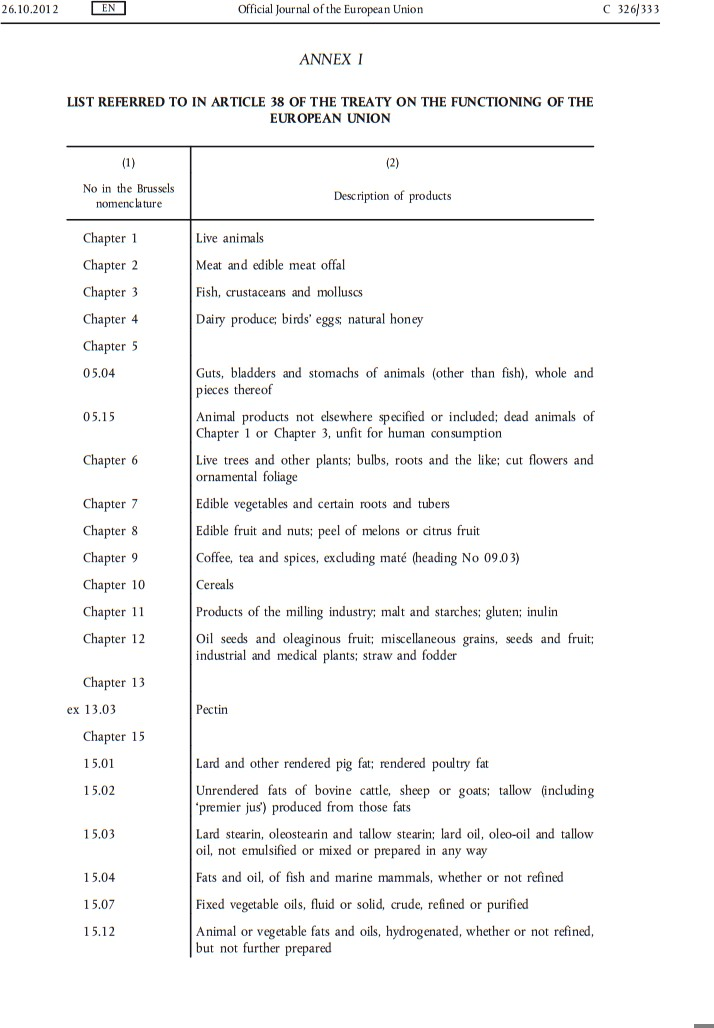 26.10.2012 EN Official Journal of the European Union C 326/333
ANNEX I
LIST REFERRED TO IN ARTICLE 38 OF THE TREATY ON THE FUNCTIONING OF THE
EUROPEAN UNION
(1) (2)
No in the Brussels
nomenclature
Description of products
Chapter 1 Live animals
Chapter 2 Meat and edible meat offal
Chapter 3 Fish, crustaceans and molluscs
Chapter 4 Dairy produce; birds’ eggs; natural honey
Chapter 5
05.04 Guts, bladders and stomachs of animals (other than fish), whole and
pieces thereof
05.15 Animal products not elsewhere specified or included; dead animals of
Chapter 1 or Chapter 3, unfit for human consumption
Chapter 6 Live trees and other plants; bulbs, roots and the like; cut flowers and
ornamental foliage
Chapter 7 Edible vegetables and certain roots and tubers
Chapter 8 Edible fruit and nuts; peel of melons or citrus fruit
Chapter 9 Coffee, tea and spices, excluding maté (heading No 09.03)
Chapter 10 Cereals
Chapter 11 Products of the milling industry; malt and starches; gluten; inulin
Chapter 12 Oil seeds and oleaginous fruit; miscellaneous grains, seeds and fruit;
industrial and medical plants; straw and fodder
Chapter 13
ex 13.03 Pectin
Chapter 15
15.01 Lard and other rendered pig fat; rendered poultry fat
15.02 Unrendered fats of bovine cattle, sheep or goats; tallow (including
‘premier jus’) produced from those fats
15.03 Lard stearin, oleostearin and tallow stearin; lard oil, oleo-oil and tallow
oil, not emulsified or mixed or prepared in any way
15.04 Fats and oil, of fish and marine mammals, whether or not refined
15.07 Fixed vegetable oils, fluid or solid, crude, refined or purified
15.12 Animal or vegetable fats and oils, hydrogenated, whether or not refined,
but not further prepared